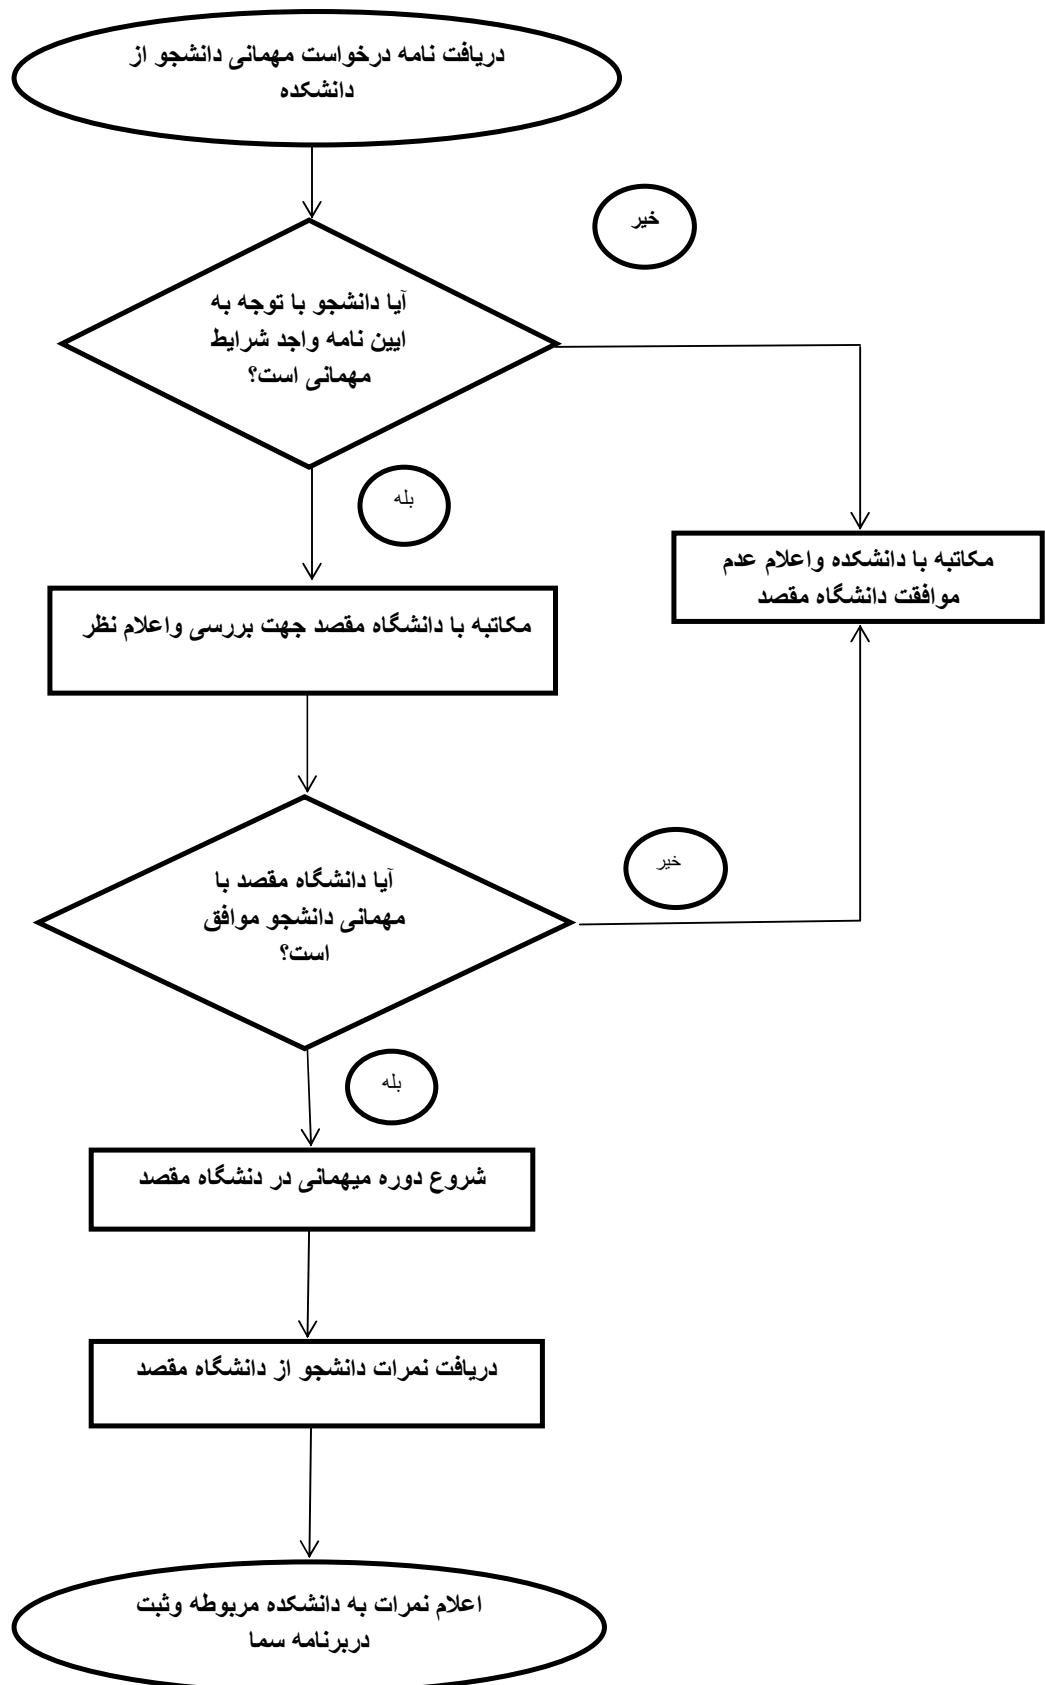 دریافت نامه درخواست مهمانی دانشجو از
دانشکده
خیر
آیا دانشجو با توجه به
ایین نامه واجد شرایط
مهمانی است؟
بله
مکاتبه با دانشکده واعلام عدم
موافقت دانشگاه مقصد
مکاتبه با دانشگاه مقصد جهت بررسی واعلام نظر
آیا دانشگاه مقصد با
مهمانی دانشجو موافق
است؟
خیر
بله
شروع دوره میهمانی در دنشگاه مقصد
دریافت نمرات دانشجو از دانشگاه مقصد
اعلام نمرات به دانشکده مربوطه وثبت
دربرنامه سما